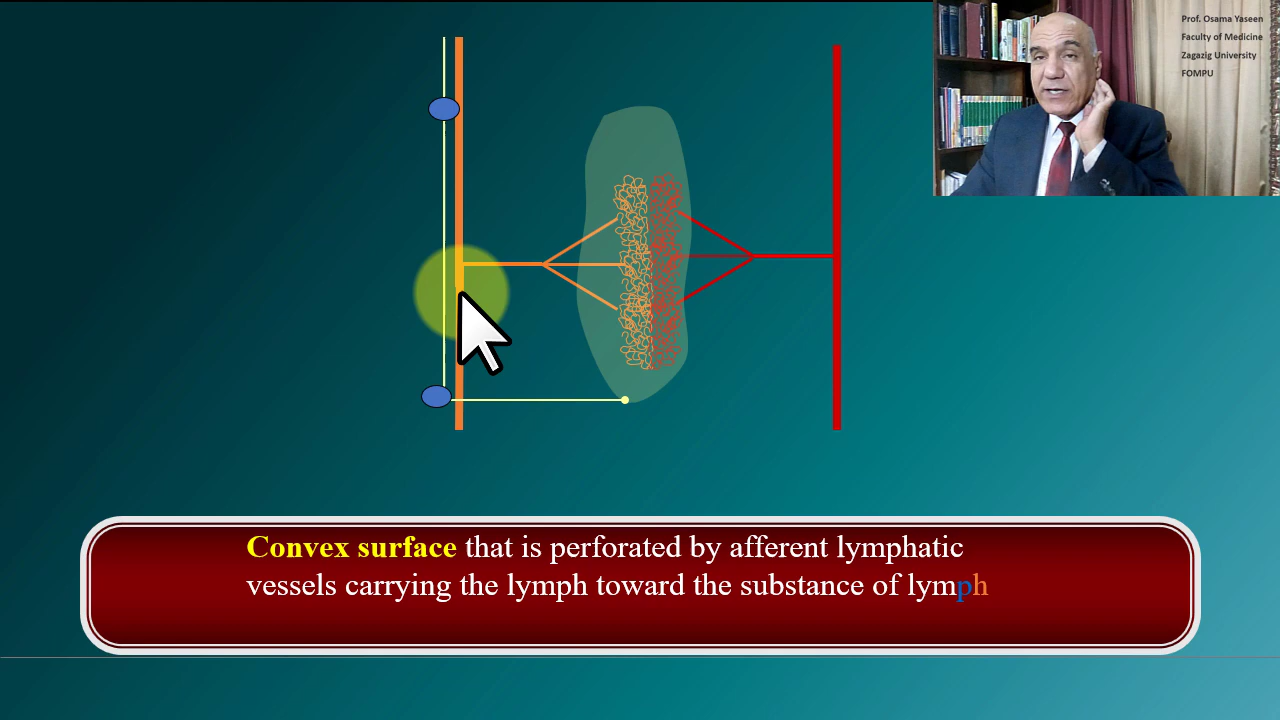 Prof. Osama Yaseen
Faculty of Medicine
Zagazig University
FOMPU
Convex surface that is perforated by afferent lymphatic
vessels carrying the lymph toward the substance of lymph